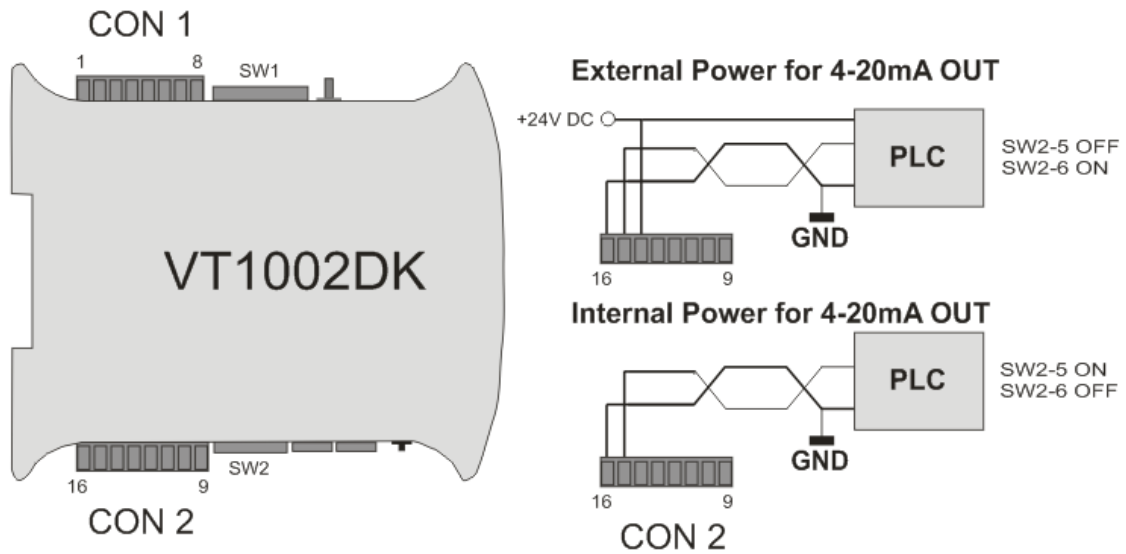 CON 1
1 8
SW1
VT1002DK
16 9
SW2
CON 2
External Power for 4-20mA OUT
+24V DC
PLC
SW2-5 OFF
SW2-6 ON
GND
16 9
Internal Power for 4-20mA OUT
PLC
SW2-5 ON
SW2-6 OFF
GND
16 9
CON 2